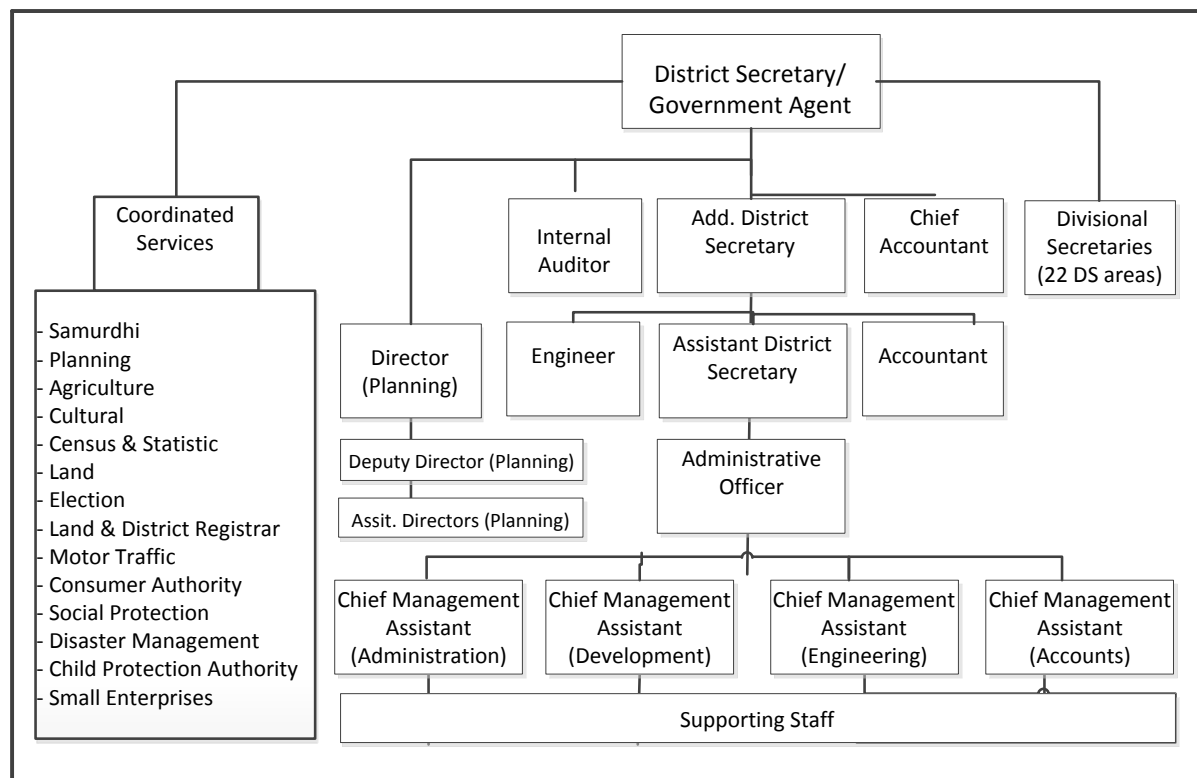 District Secretary/
Government Agent
Coordinated
Services
Internal
Auditor
Add. District
Secretary
Chief
Accountant
Divisional
Secretaries
(22 DS areas)
- Samurdhi
- Planning
- Agriculture
- Cultural
- Census & Statistic
- Land
- Election
- Land & District Registrar
- Motor Traffic
- Consumer Authority
- Social Protection
- Disaster Management
- Child Protection Authority
- Small Enterprises
Director
(Planning)
Engineer
Assistant District
Secretary
Accountant
Deputy Director (Planning)
Assit. Directors (Planning)
Administrative
Officer
Chief Management
Assistant
(Administration)
Chief Management
Assistant
(Development)
Chief Management
Assistant
(Engineering)
Chief Management
Assistant
(Accounts)
Supporting Staff